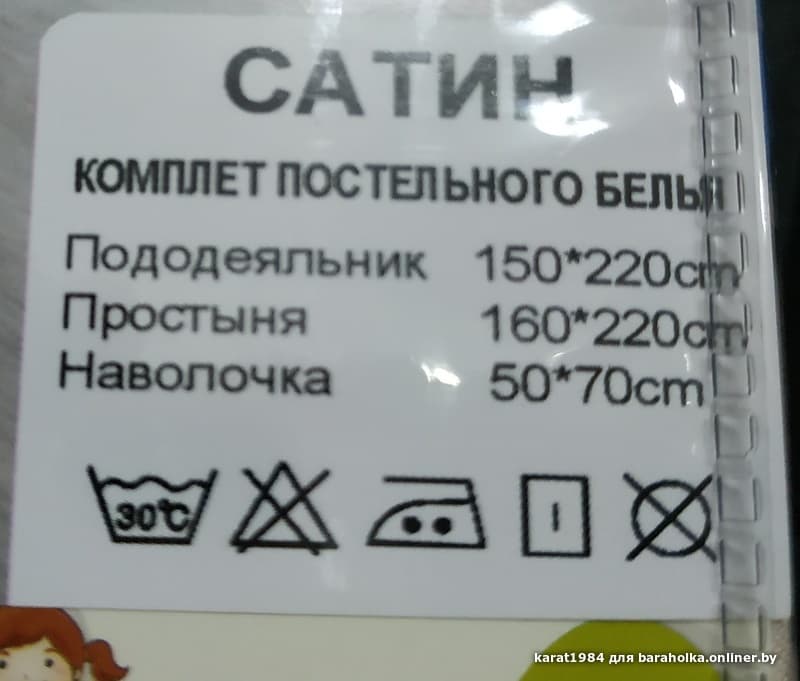 САТИН
КОМПЛЕТ ПОСТЕЛЬНОГО БЕЛЬЯ
Пододеяльник 150*220cm
Простыня 160*220cm
Наволочка 50*70cm
30°C
karat1984 для baraholka.onliner.by